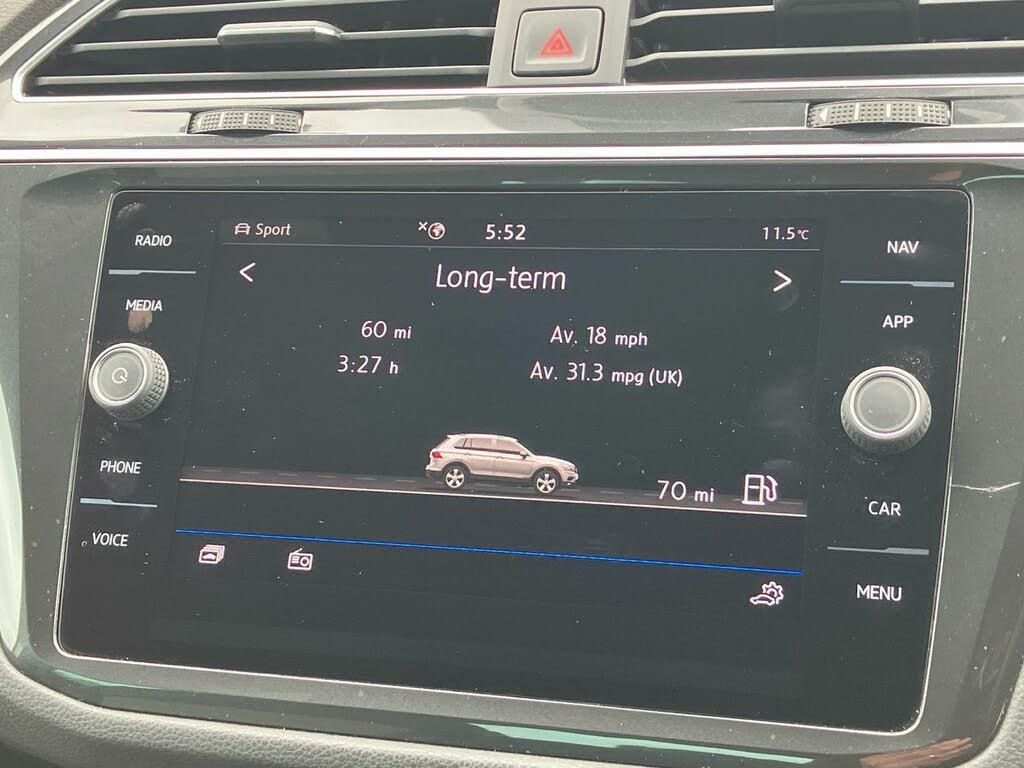 RADIO
MEDIA
PHONE
VOICE
Sport
5:52
11.5°C
<
Long-term
>
60 mi
Av. 18 mph
3:27 h
Av. 31.3 mpg (UK)
70 mi
NAV
APP
CAR
MENU